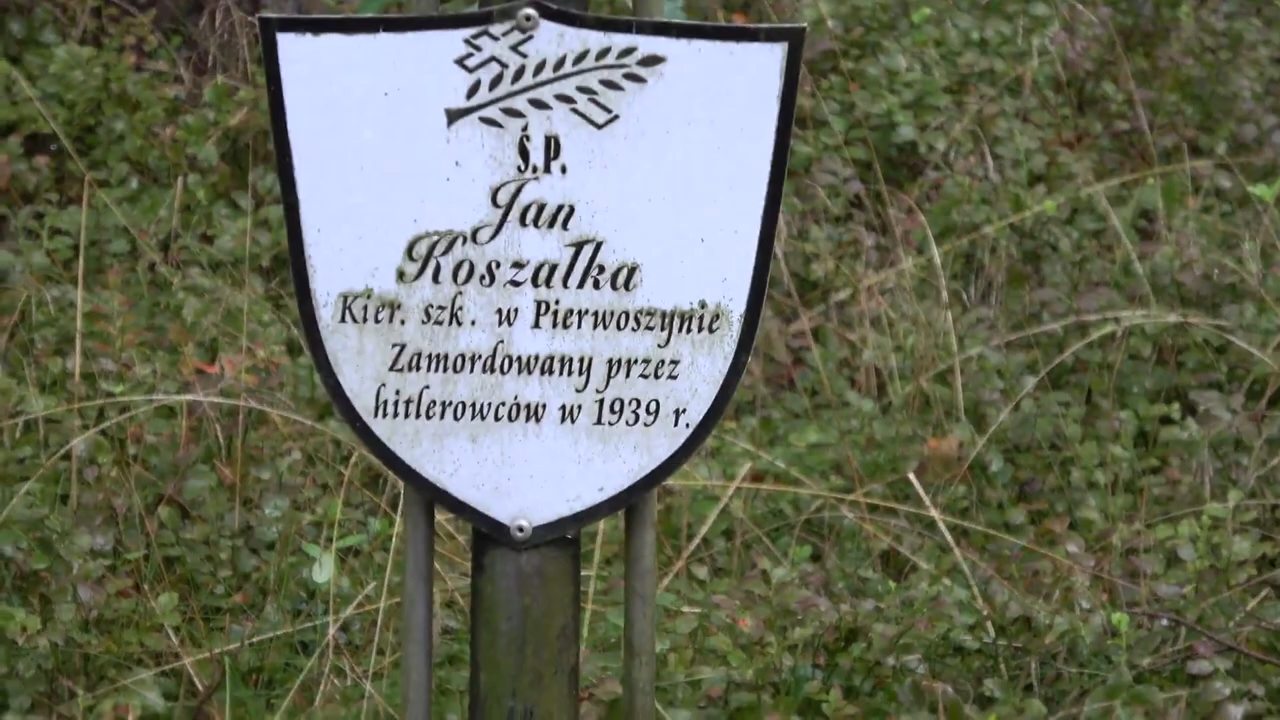 Ś.P.
Jan
Koszałka
Kier. szk. w Pierwoszynie
Zamordowany przez
hitlerowców w 1939 r.